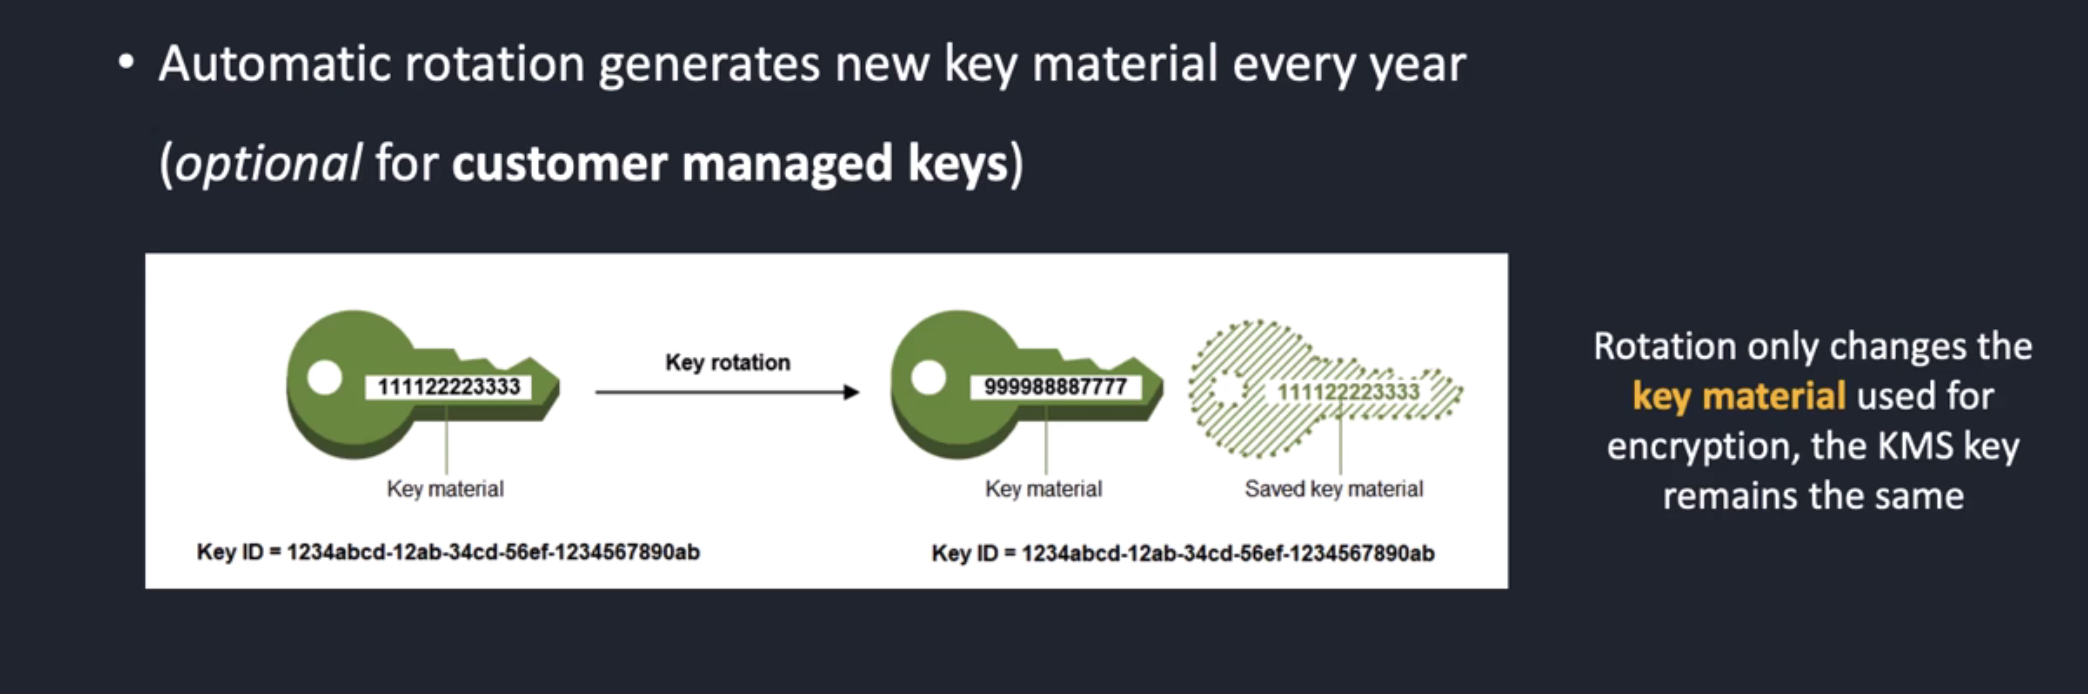 • Automatic rotation generates new key material every year
(optional for customer managed keys)
111122223333
Key material
Key ID = 1234abcd-12ab-34cd-56ef-1234567890ab
Key rotation
999988887777
Key material
111122223333
Saved key material
Key ID = 1234abcd-12ab-34cd-56ef-1234567890ab
Rotation only changes the
key material used for
encryption, the KMS key
remains the same